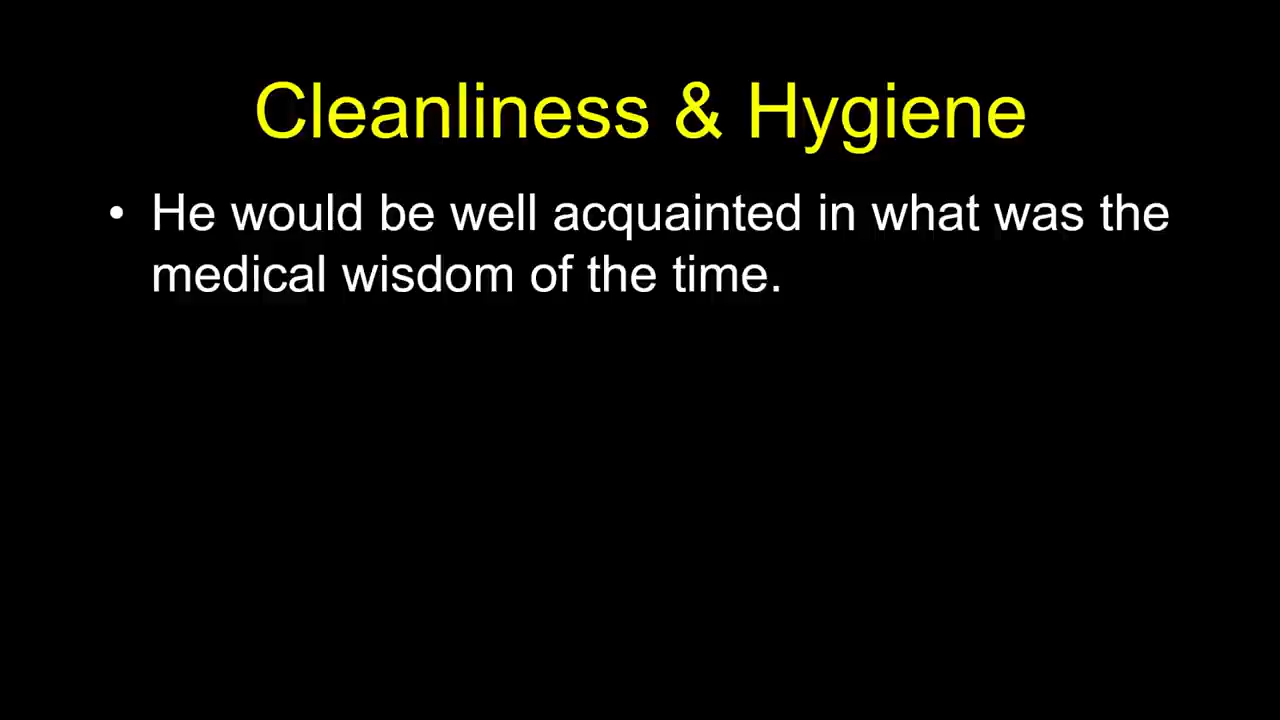 Cleanliness & Hygiene
• He would be well acquainted in what was the
medical wisdom of the time.